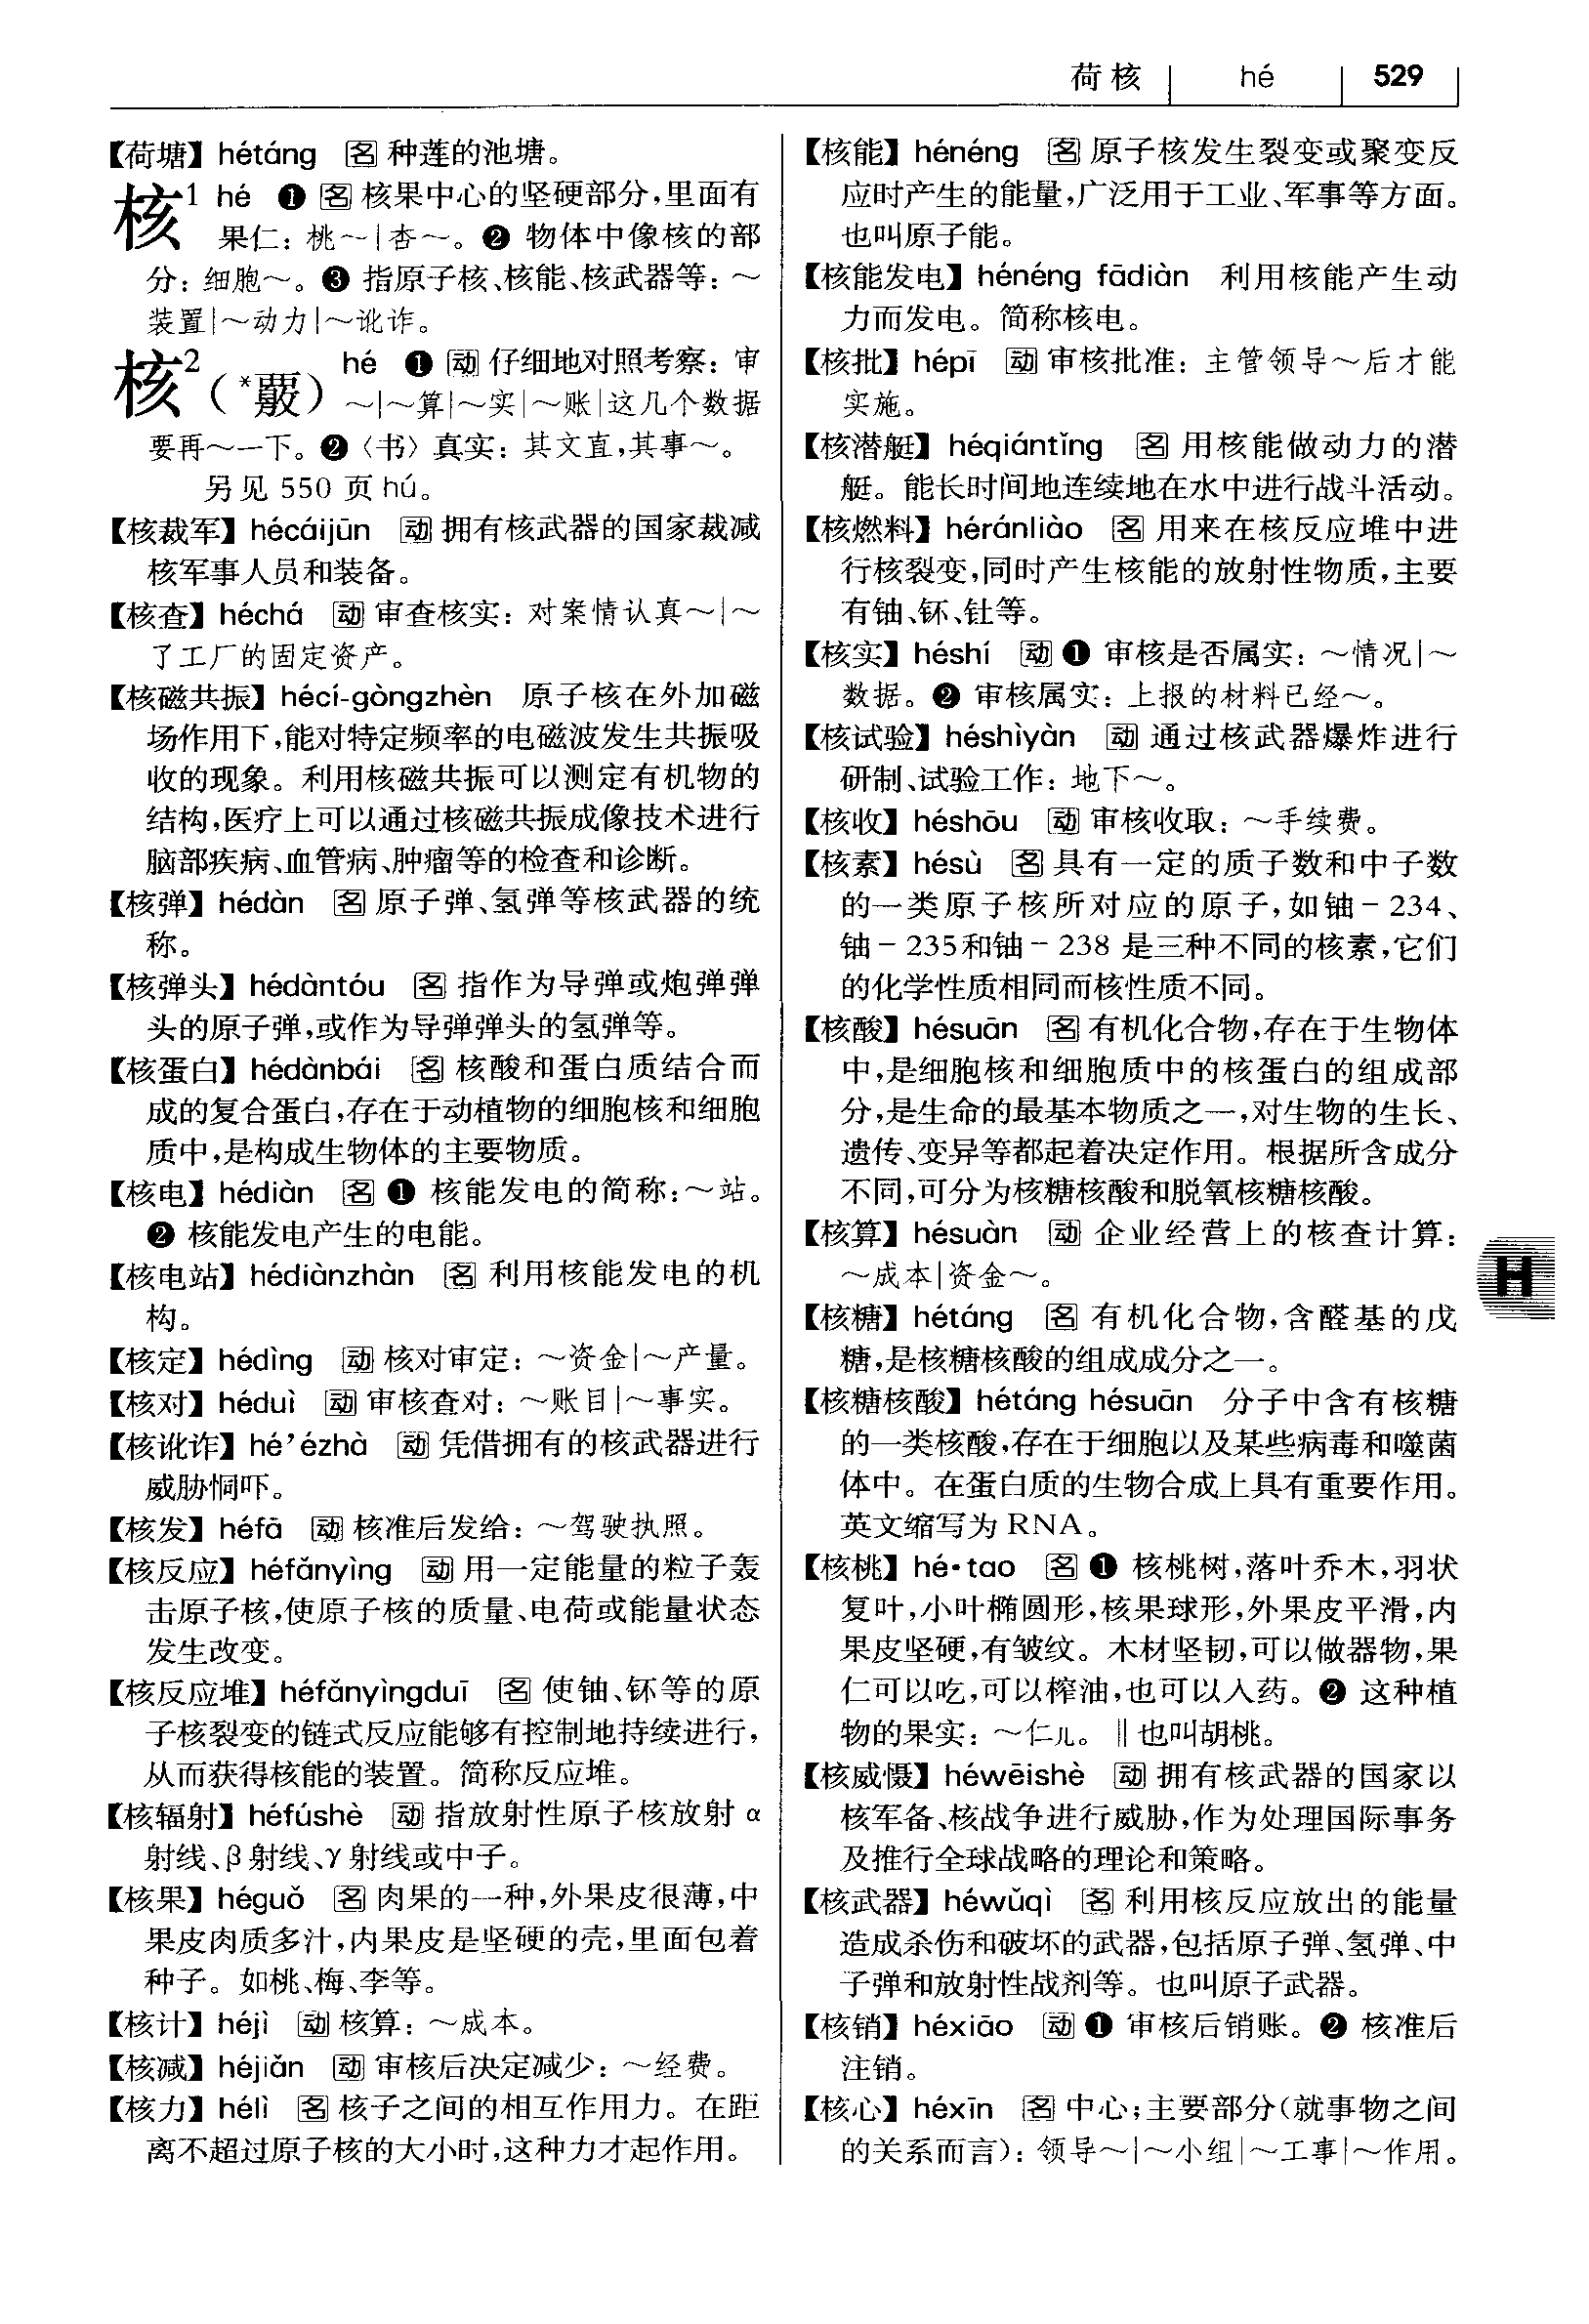 荷核 | hé | 529
【荷塘】 hétáng 名 种莲的池塘。
核1 hé ❶ 名 核果中心的坚硬部分,里面有
果仁: 桃～|杏～。❷ 物体中像核的部
分: 细胞～。❸ 指原子核、核能、核武器等: ～
装置|～动力|～讹诈。
核2(*覈) hé ❶ 动 仔细地对照考察: 审
～|～算|～实|～账|这几个数据
要再～一下。❷〈书〉真实: 其文直,其事～。
另见 550 页 hú。
【核裁军】 hécáijūn 动 拥有核武器的国家裁减
核军事人员和装备。
【核查】 héchá 动 审查核实: 对案情认真～|～
了工厂的固定资产。
【核磁共振】 hécí-gòngzhèn 原子核在外加磁
场作用下,能对特定频率的电磁波发生共振吸
收的现象。利用核磁共振可以测定有机物的
结构,医疗上可以通过核磁共振成像技术进行
脑部疾病、血管病、肿瘤等的检查和诊断。
【核弹】 hédàn 名 原子弹、氢弹等核武器的统
称。
【核弹头】 hédàntóu 名 指作为导弹或炮弹弹
头的原子弹,或作为导弹弹头的氢弹等。
【核蛋白】 hédànbái 名 核酸和蛋白质结合而
成的复合蛋白,存在于动植物的细胞核和细胞
质中,是构成生物体的主要物质。
【核电】 hédiàn 名 ❶ 核能发电的简称:～站。
❷ 核能发电产生的电能。
【核电站】 hédiànzhàn 名 利用核能发电的机
构。
【核定】 hédìng 动 核对审定: ～资金|～产量。
【核对】 héduì 动 审核查对: ～账目|～事实。
【核讹诈】 hé’ézhà 动 凭借拥有的核武器进行
威胁恫吓。
【核发】 héfā 动 核准后发给: ～驾驶执照。
【核反应】 héfǎnyìng 动 用一定能量的粒子轰
击原子核,使原子核的质量、电荷或能量状态
发生改变。
【核反应堆】 héfǎnyìngduī 名 使铀、钚等的原
子核裂变的链式反应能够有控制地持续进行,
从而获得核能的装置。简称反应堆。
【核辐射】 héfúshè 动 指放射性原子核放射 α
射线、β 射线、γ 射线或中子。
【核果】 héguǒ 名 肉果的一种,外果皮很薄,中
果皮肉质多汁,内果皮是坚硬的壳,里面包着
种子。如桃、梅、李等。
【核计】 héjì 动 核算: ～成本。
【核减】 héjiǎn 动 审核后决定减少: ～经费。
【核力】 hélì 名 核子之间的相互作用力。在距
离不超过原子核的大小时,这种力才起作用。
【核能】 hénéng 名 原子核发生裂变或聚变反
应时产生的能量,广泛用于工业、军事等方面。
也叫原子能。
【核能发电】 hénéng fādiàn 利用核能产生动
力而发电。简称核电。
【核批】 hépī 动 审核批准: 主管领导～后才能
实施。
【核潜艇】 héqiántǐng 名 用核能做动力的潜
艇。能长时间地连续地在水中进行战斗活动。
【核燃料】 héránliào 名 用来在核反应堆中进
行核裂变,同时产生核能的放射性物质,主要
有铀、钚、钍等。
【核实】 héshí 动 ❶ 审核是否属实: ～情况|～
数据。❷ 审核属实: 上报的材料已经～。
【核试验】 héshìyàn 动 通过核武器爆炸进行
研制、试验工作: 地下～。
【核收】 héshōu 动 审核收取: ～手续费。
【核素】 hésù 名 具有一定的质子数和中子数
的一类原子核所对应的原子,如铀－234、
铀－235和铀－238 是三种不同的核素,它们
的化学性质相同而核性质不同。
【核酸】 hésuān 名 有机化合物,存在于生物体
中,是细胞核和细胞质中的核蛋白的组成部
分,是生命的最基本物质之一,对生物的生长、
遗传、变异等都起着决定作用。根据所含成分
不同,可分为核糖核酸和脱氧核糖核酸。
【核算】 hésuàn 动 企业经营上的核查计算:
～成本|资金～。
【核糖】 hétáng 名 有机化合物,含醛基的戊
糖,是核糖核酸的组成成分之一。
【核糖核酸】 hétáng hésuān 分子中含有核糖
的一类核酸,存在于细胞以及某些病毒和噬菌
体中。在蛋白质的生物合成上具有重要作用。
英文缩写为 RNA。
【核桃】 hé·tao 名 ❶ 核桃树,落叶乔木,羽状
复叶,小叶椭圆形,核果球形,外果皮平滑,内
果皮坚硬,有皱纹。木材坚韧,可以做器物,果
仁可以吃,可以榨油,也可以入药。❷ 这种植
物的果实: ～仁儿。‖也叫胡桃。
【核威慑】 héwēishè 动 拥有核武器的国家以
核军备、核战争进行威胁,作为处理国际事务
及推行全球战略的理论和策略。
【核武器】 héwǔqì 名 利用核反应放出的能量
造成杀伤和破坏的武器,包括原子弹、氢弹、中
子弹和放射性战剂等。也叫原子武器。
【核销】 héxiāo 动 ❶ 审核后销账。❷ 核准后
注销。
【核心】 héxīn 名 中心;主要部分(就事物之间
的关系而言): 领导～|～小组|～工事|～作用。
H